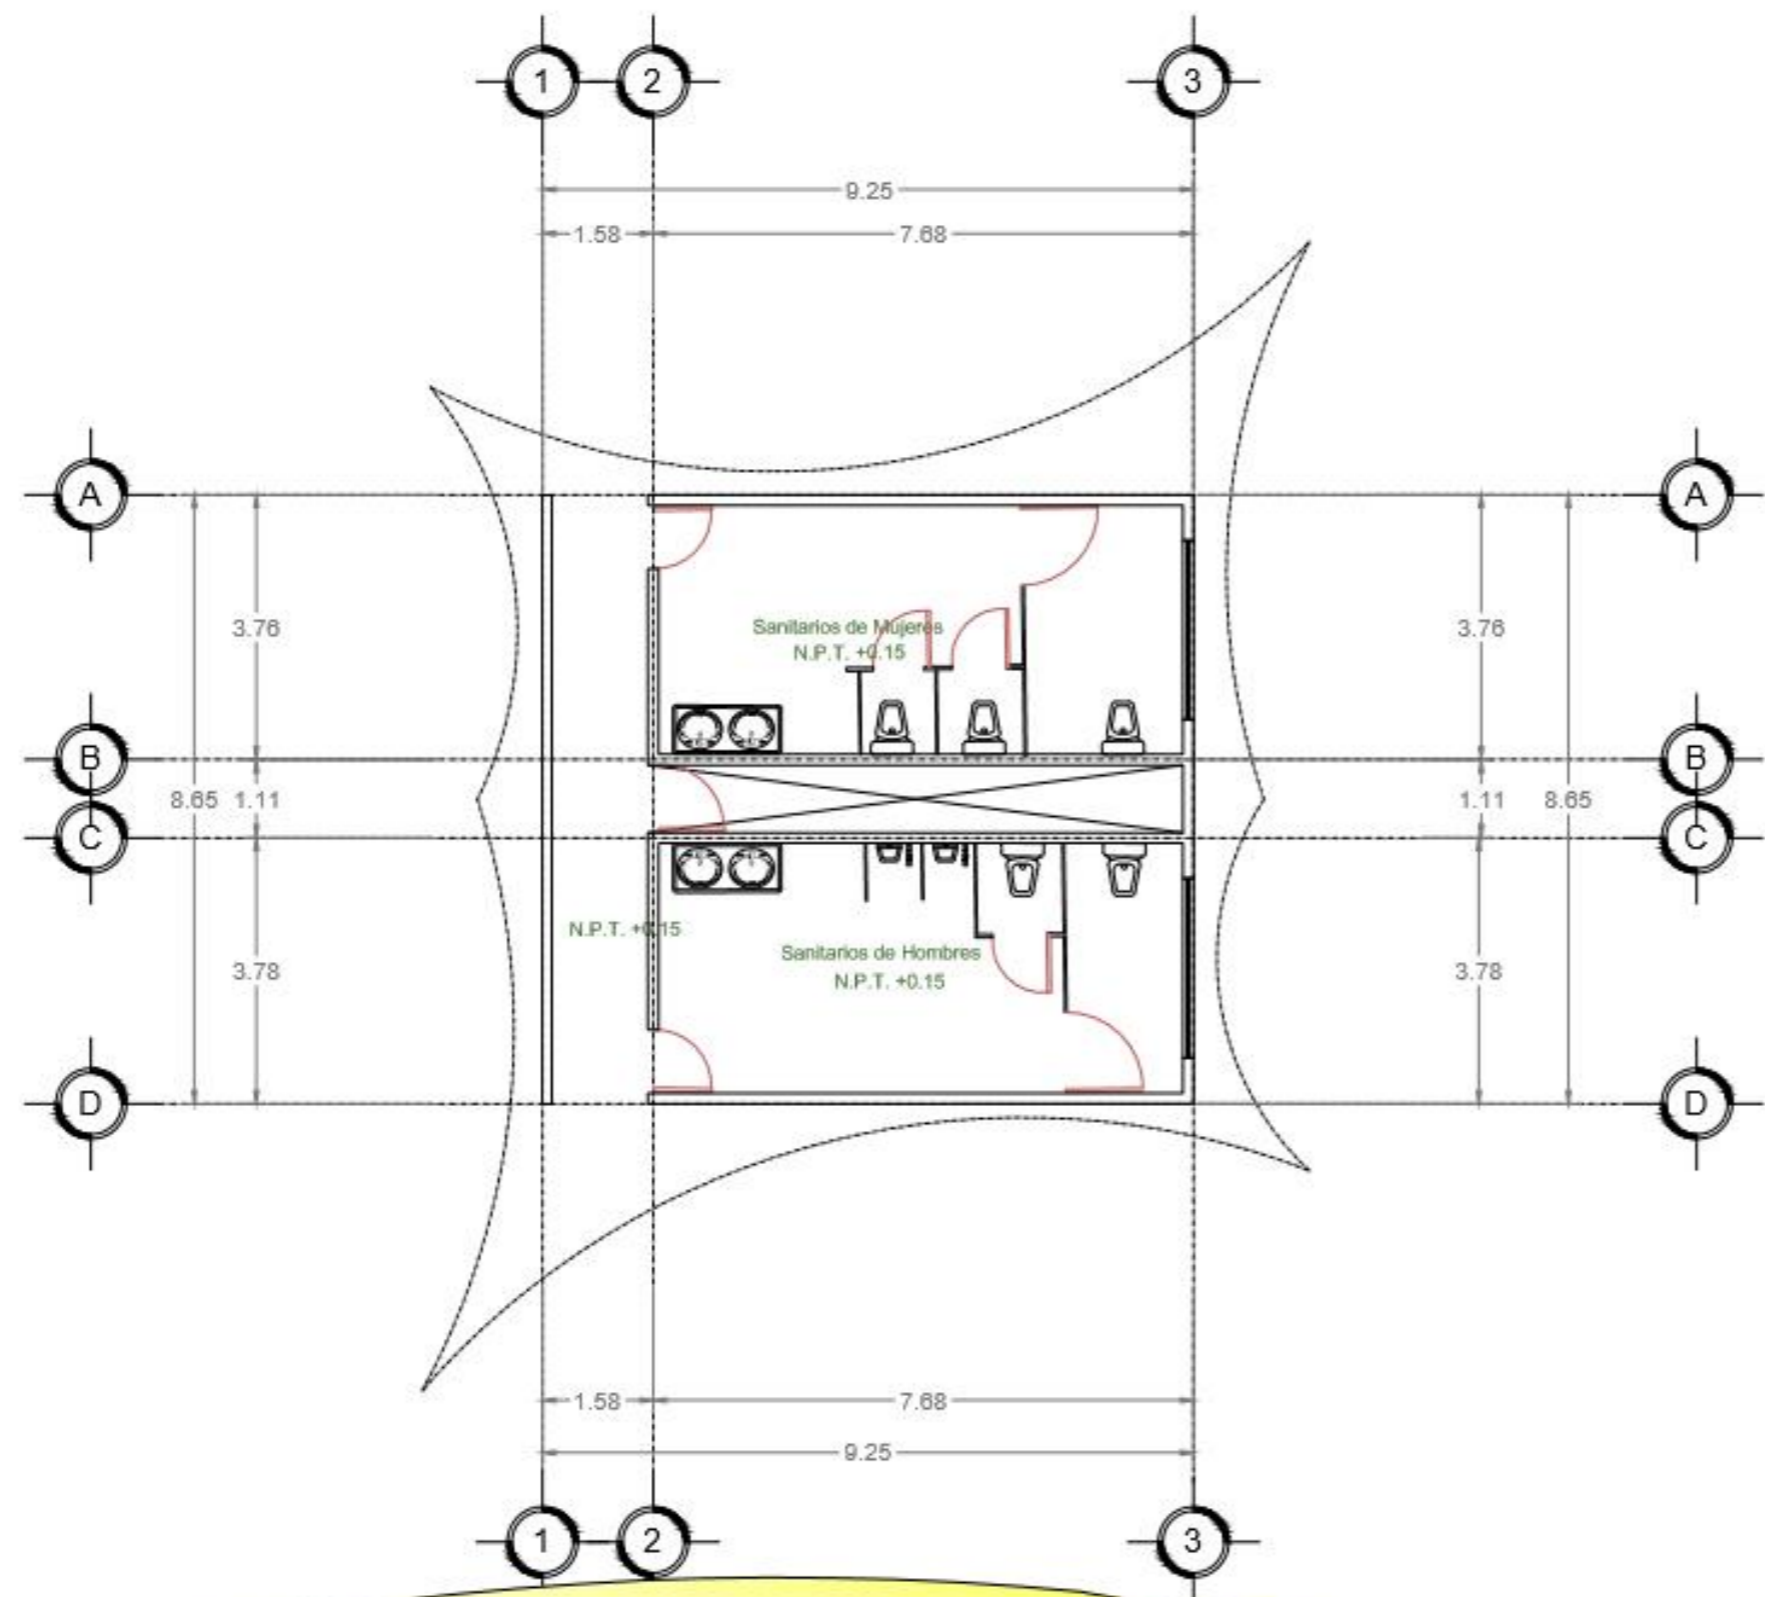 1 2 3
9.25
1.58 7.68
A A
3.76 3.76
Sanitarios de Mujeres
N.P.T. +0.15
B B
8.65 1.11 1.11 8.65
C C
N.P.T. +0.15
Sanitarios de Hombres
3.78 3.78
N.P.T. +0.15
D D
1.58 7.68
9.25
1 2 3